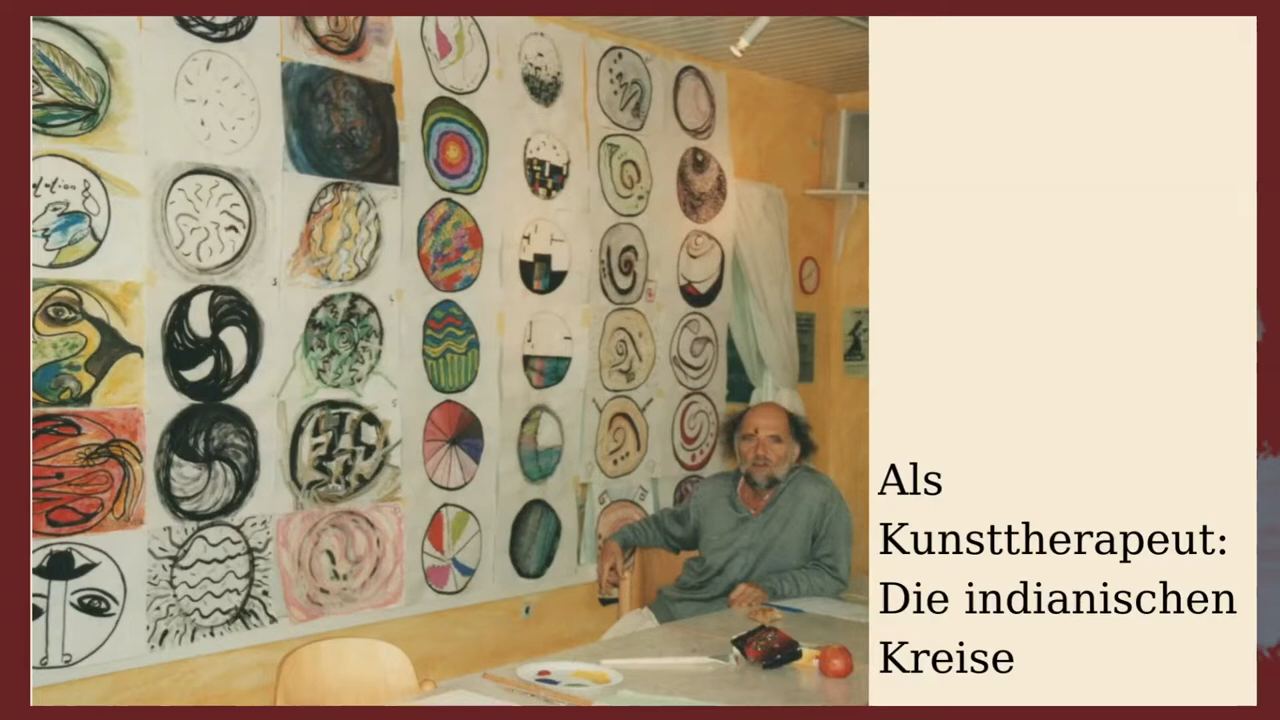 Als
Kunsttherapeut:
Die indianischen
Kreise